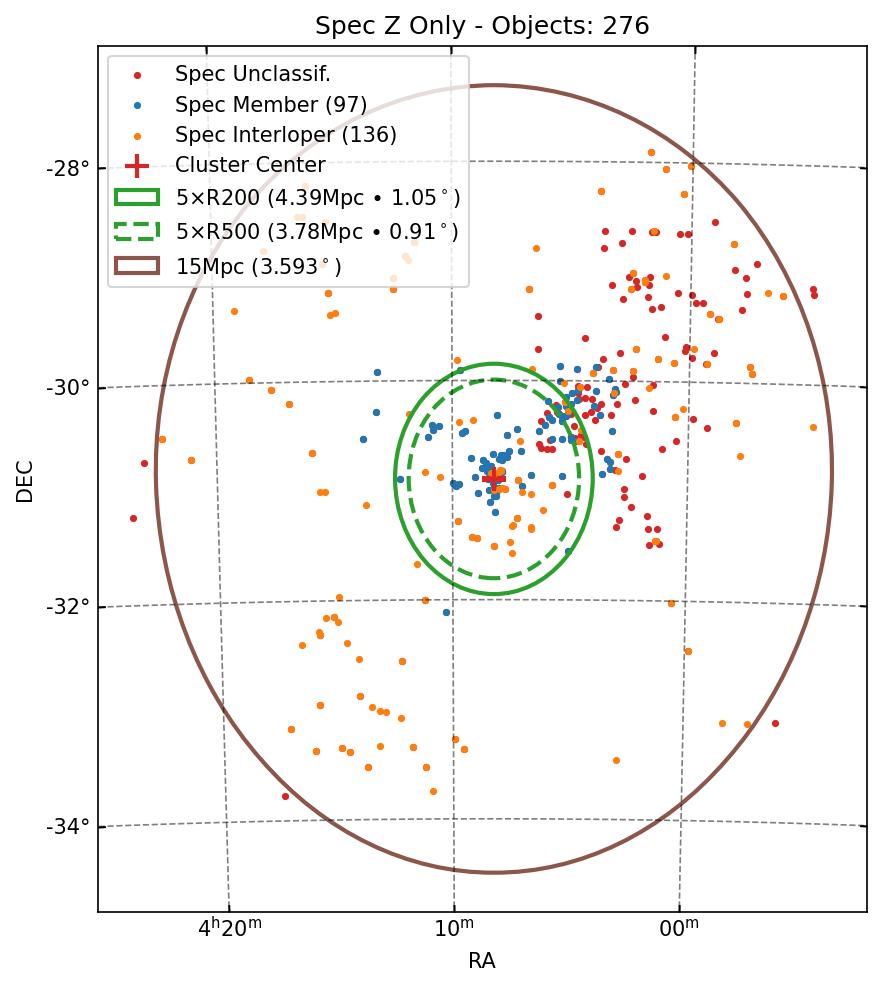 Spec Z Only - Objects: 276
Spec Unclassif.
Spec Member (97)
Spec Interloper (136)
Cluster Center
5×R200 (4.39Mpc • 1.05°)
5×R500 (3.78Mpc • 0.91°)
15Mpc (3.593°)
-28°
-30°
-32°
-34°
DEC
4ʰ20ᵐ 10ᵐ 00ᵐ
RA